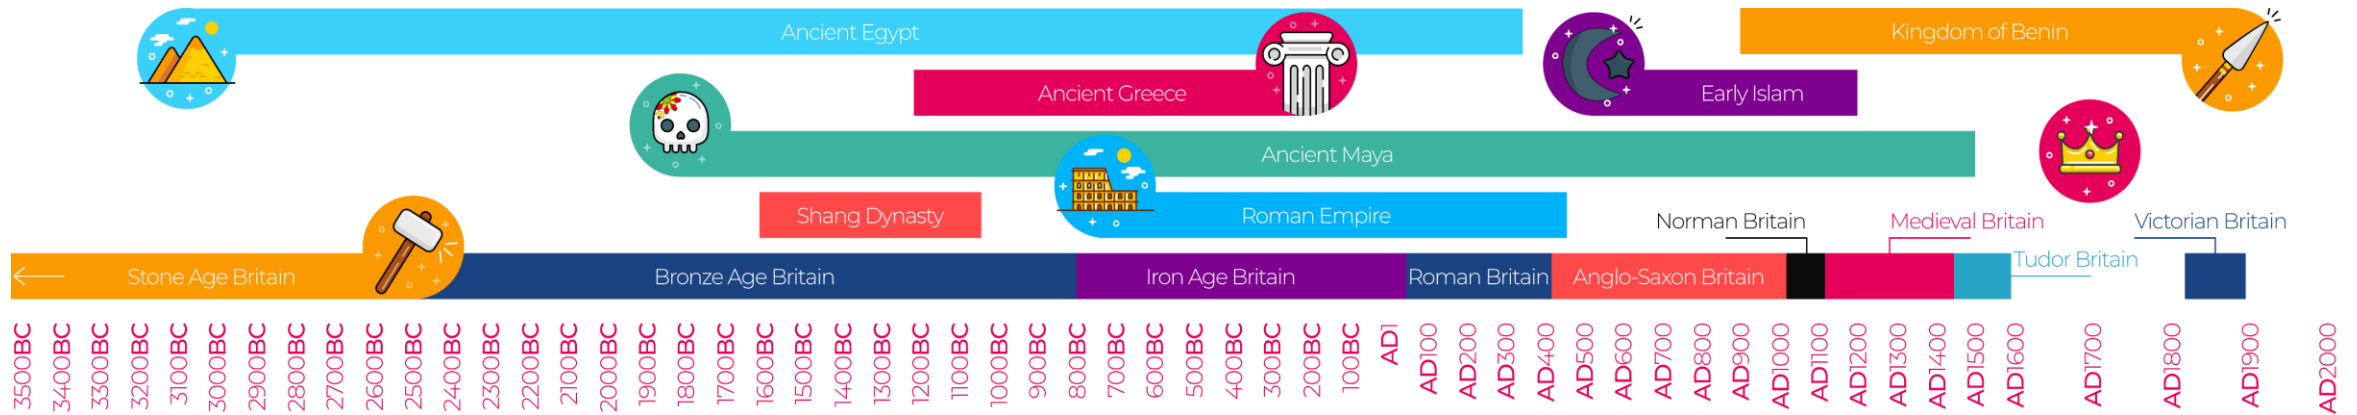 Ancient Egypt
Kingdom of Benin
Ancient Greece
Early Islam
Ancient Maya
Shang Dynasty
Roman Empire
Norman Britain
Medieval Britain
Victorian Britain
Stone Age Britain
Bronze Age Britain
Iron Age Britain
Roman Britain
Anglo-Saxon Britain
Tudor Britain
3500BC
3400BC
3300BC
3200BC
3100BC
3000BC
2900BC
2800BC
2700BC
2600BC
2500BC
2400BC
2300BC
2200BC
2100BC
2000BC
1900BC
1800BC
1700BC
1600BC
1500BC
1400BC
1300BC
1200BC
1100BC
1000BC
900BC
800BC
700BC
600BC
500BC
400BC
300BC
200BC
100BC
AD1
AD100
AD200
AD300
AD400
AD500
AD600
AD700
AD800
AD900
AD1000
AD1100
AD1200
AD1300
AD1400
AD1500
AD1600
AD1700
AD1800
AD1900
AD2000